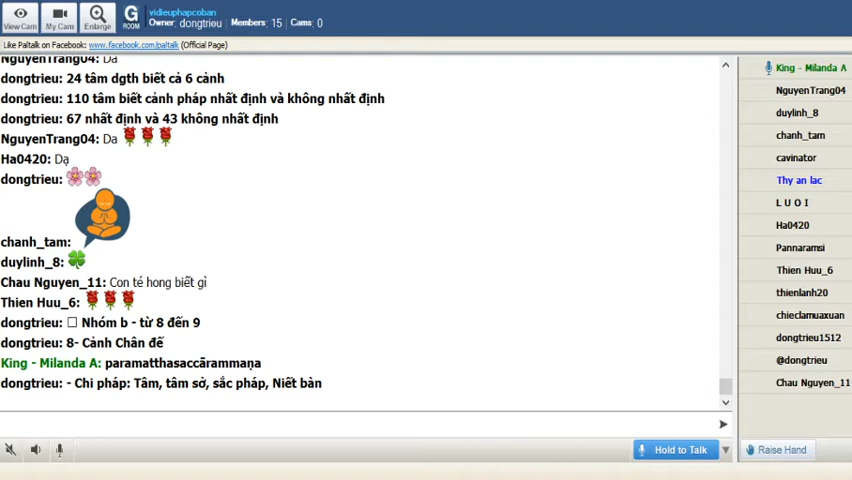 View Cam
My Cam
Enlarge
G
ROOM
vidieuphapcoban
Owner: dongtrieu Members: 15 Cams: 0
Like Paltalk on Facebook: www.facebook.com/paltalk (Official Page)
NguyenTrang04: Dạ
dongtrieu: 24 tâm dgth biết cả 6 cảnh
dongtrieu: 110 tâm biết cảnh pháp nhất định và không nhất định
dongtrieu: 67 nhất định và 43 không nhất định
NguyenTrang04: Dạ
Ha0420: Dạ
dongtrieu:
chanh_tam:
duylinh_8:
Chau Nguyen_11: Con té hong biết gì
Thien Huu_6:
dongtrieu: Nhóm b - từ 8 đến 9
dongtrieu: 8- Cảnh Chân đế
King - Milanda A: paramatthasaccārammaṇa
dongtrieu: - Chi pháp: Tâm, tâm sở, sắc pháp, Niết bàn
Hold to Talk
King - Milanda A
NguyenTrang04
duylinh_8
chanh_tam
cavinator
Thy an lac
L U O I
Ha0420
Pannaramsi
Thien Huu_6
thienlanh20
chieclamuaxuan
dongtrieu1512
@dongtrieu
Chau Nguyen_11
Raise Hand